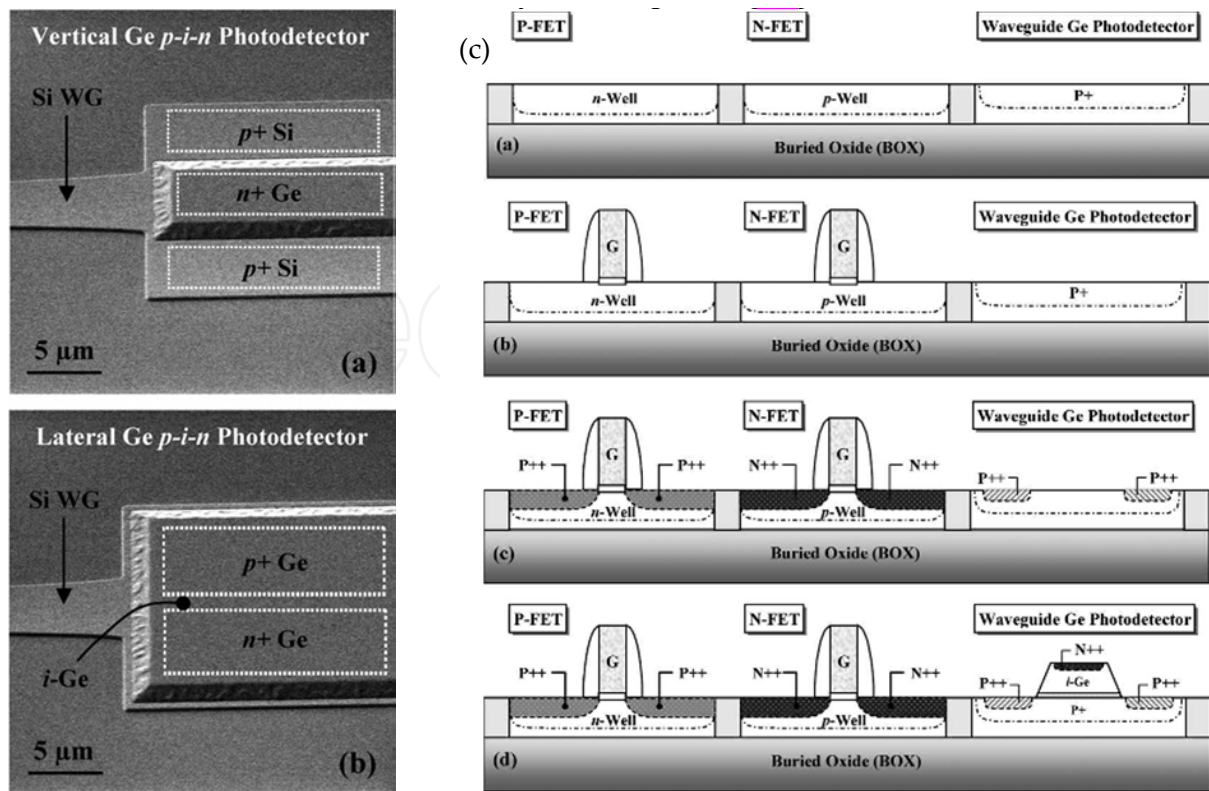 Vertical Ge p-i-n Photodetector
Si WG
p+ Si
n+ Ge
p+ Si
5 µm
(a)
Lateral Ge p-i-n Photodetector
Si WG
p+ Ge
n+ Ge
i-Ge
5 µm
(b)
(c)
P-FET N-FET Waveguide Ge Photodetector
n-Well p-Well P+
(a) Buried Oxide (BOX)
P-FET N-FET Waveguide Ge Photodetector
G G
n-Well p-Well P+
(b) Buried Oxide (BOX)
P-FET N-FET Waveguide Ge Photodetector
G G
P++ P++ N++ N++ P++ P++
n-Well p-Well
(c) Buried Oxide (BOX)
P-FET N-FET Waveguide Ge Photodetector
N++
G G
P++ P++ N++ N++ P++ i-Ge P++
n-Well p-Well P+
(d) Buried Oxide (BOX)